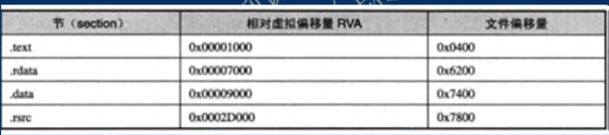 节（section） 相对虚拟偏移量 RVA 文件偏移量
.text 0x00001000 0x0400
.rdata 0x00007000 0x6200
.data 0x00009000 0x7400
.rsrc 0x0002D000 0x7800